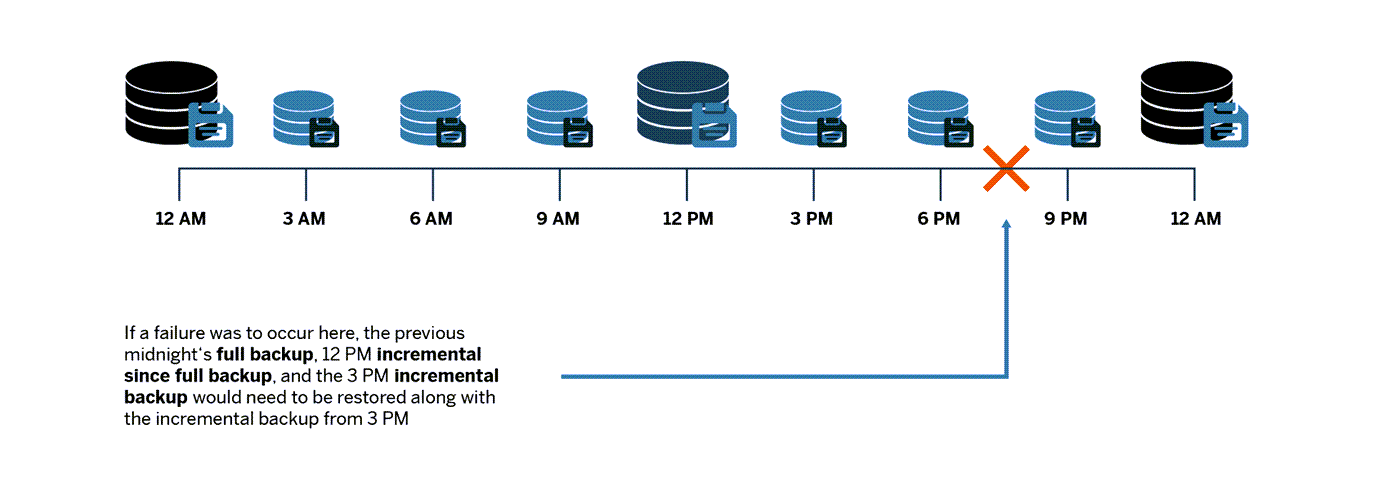 12 AM 3 AM 6 AM 9 AM 12 PM 3 PM 6 PM 9 PM 12 AM
If a failure was to occur here, the previous
midnight's full backup, 12 PM incremental
since full backup, and the 3 PM incremental
backup would need to be restored along with
the incremental backup from 3 PM